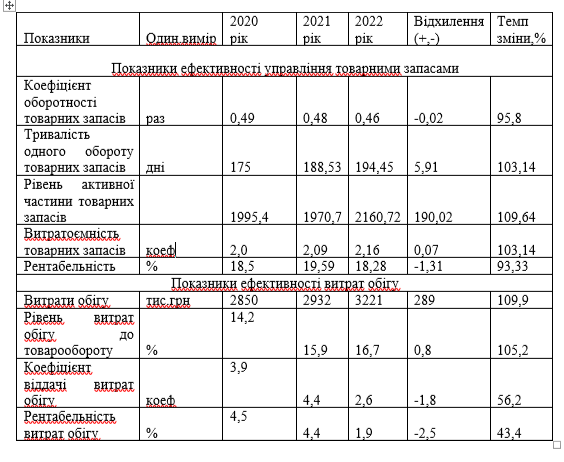 Показники Один.вимір 2020 рік 2021 рік 2022 рік Відхилення (+,-) Темп зміни,%
Показники ефективності управління товарними запасами
Коефіцієнт
оборотності
товарних запасів раз 0,49 0,48 0,46 -0,02 95,8
Тривалість
одного обороту
товарних запасів дні 175 188,53 194,45 5,91 103,14
Рівень активної
частини товарних
запасів 1995,4 1970,7 2160,72 190,02 109,64
Витратоємність
товарних запасів коеф 2,0 2,09 2,16 0,07 103,14
Рентабельність % 18,5 19,59 18,28 -1,31 93,33
Показники ефективності витрат обігу
Витрати обігу тис.грн 2850 2932 3221 289 109,9
Рівень витрат 14,2
обігу до
товарообороту % 15,9 16,7 0,8 105,2
Коефіцієнт 3,9
віддачі витрат
обігу коеф 4,4 2,6 -1,8 56,2
Рентабельність 4,5
витрат обігу % 4,4 1,9 -2,5 43,4